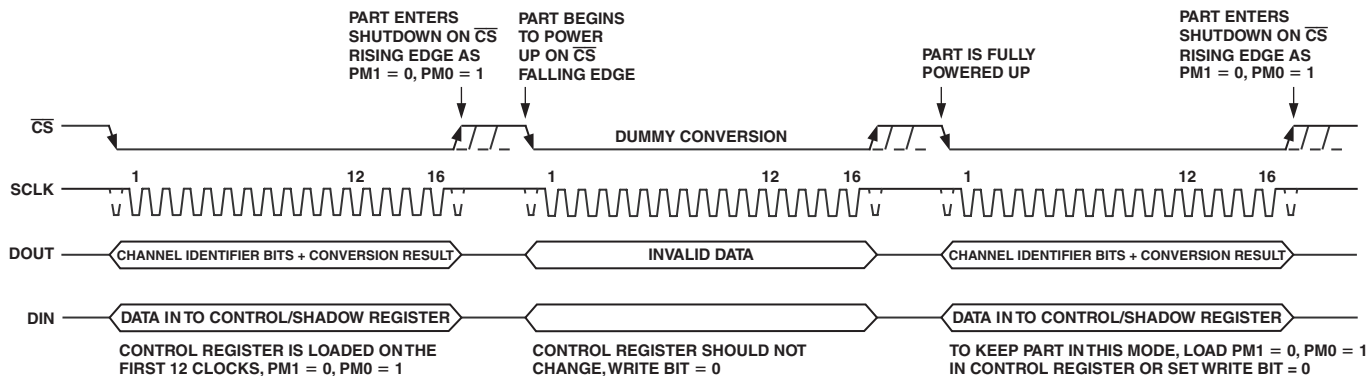 PART ENTERS
SHUTDOWN ON CS
RISING EDGE AS
PM1 = 0, PM0 = 1
PART BEGINS
TO POWER
UP ON CS
FALLING EDGE
PART IS FULLY
POWERED UP
PART ENTERS
SHUTDOWN ON CS
RISING EDGE AS
PM1 = 0, PM0 = 1
CS
DUMMY CONVERSION
SCLK
1 12 16
1 12 16
1 12 16
DOUT
CHANNEL IDENTIFIER BITS + CONVERSION RESULT
INVALID DATA
CHANNEL IDENTIFIER BITS + CONVERSION RESULT
DIN
DATA IN TO CONTROL/SHADOW REGISTER
DATA IN TO CONTROL/SHADOW REGISTER
CONTROL REGISTER IS LOADED ON THE
FIRST 12 CLOCKS, PM1 = 0, PM0 = 1
CONTROL REGISTER SHOULD NOT
CHANGE, WRITE BIT = 0
TO KEEP PART IN THIS MODE, LOAD PM1 = 0, PM0 = 1
IN CONTROL REGISTER OR SET WRITE BIT = 0